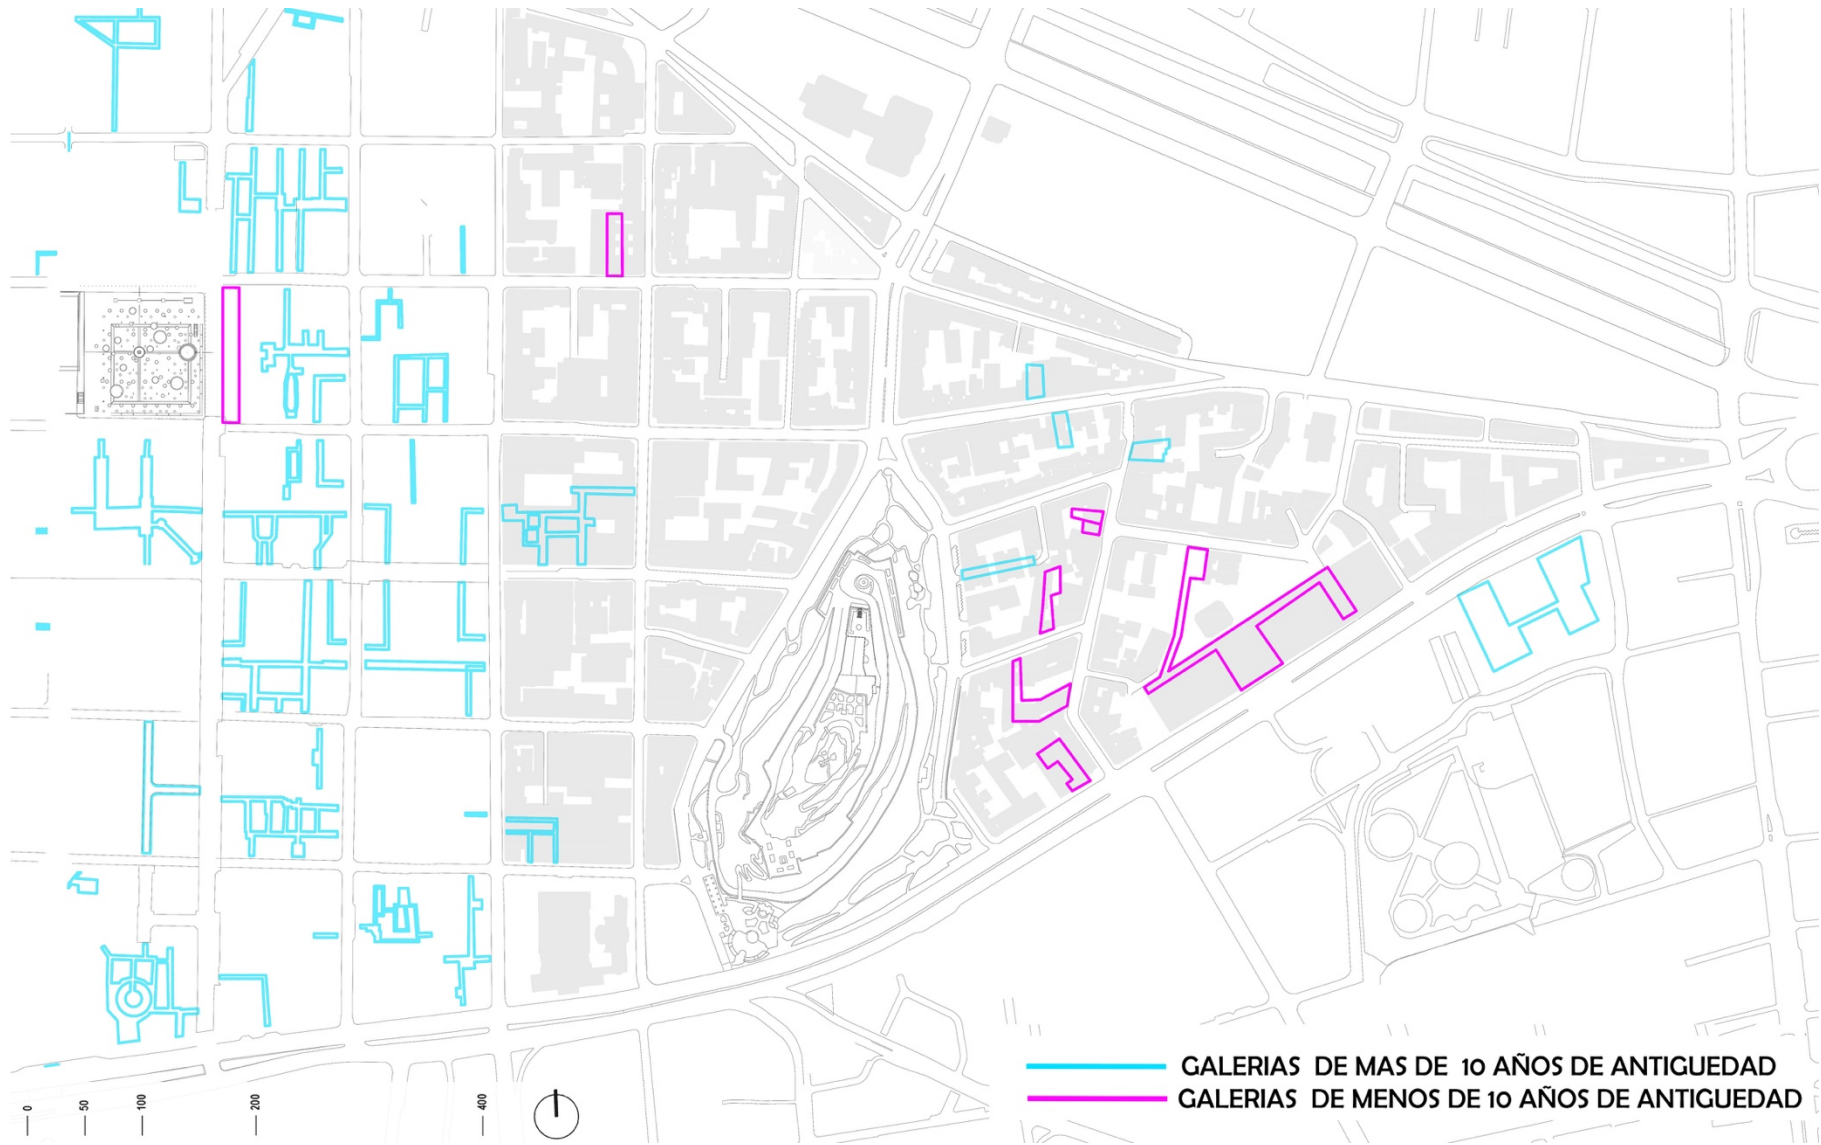 GALERIAS DE MAS DE 10 AÑOS DE ANTIGUEDAD
GALERIAS DE MENOS DE 10 AÑOS DE ANTIGUEDAD
0
50
100
200
400